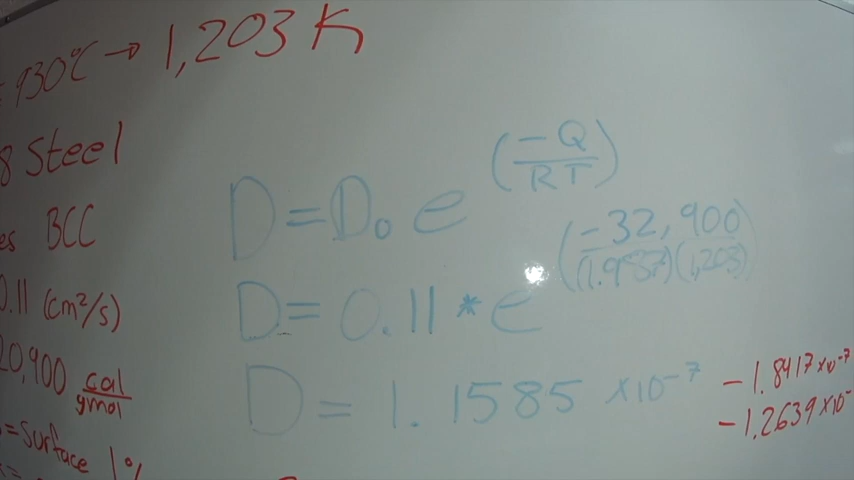 930°C → 1,203 K
8 Steel
es BCC
D = D₀ e^(-Q/RT)
0.11 (cm²/s)
D = 0.11 * e^(-32,900/(1.987)(1,203))
20,900 cal/gmol
D = 1.1585 x10⁻⁷
-1.8417 x10⁻⁷
-1.2639 x10⁻
= surface 1%